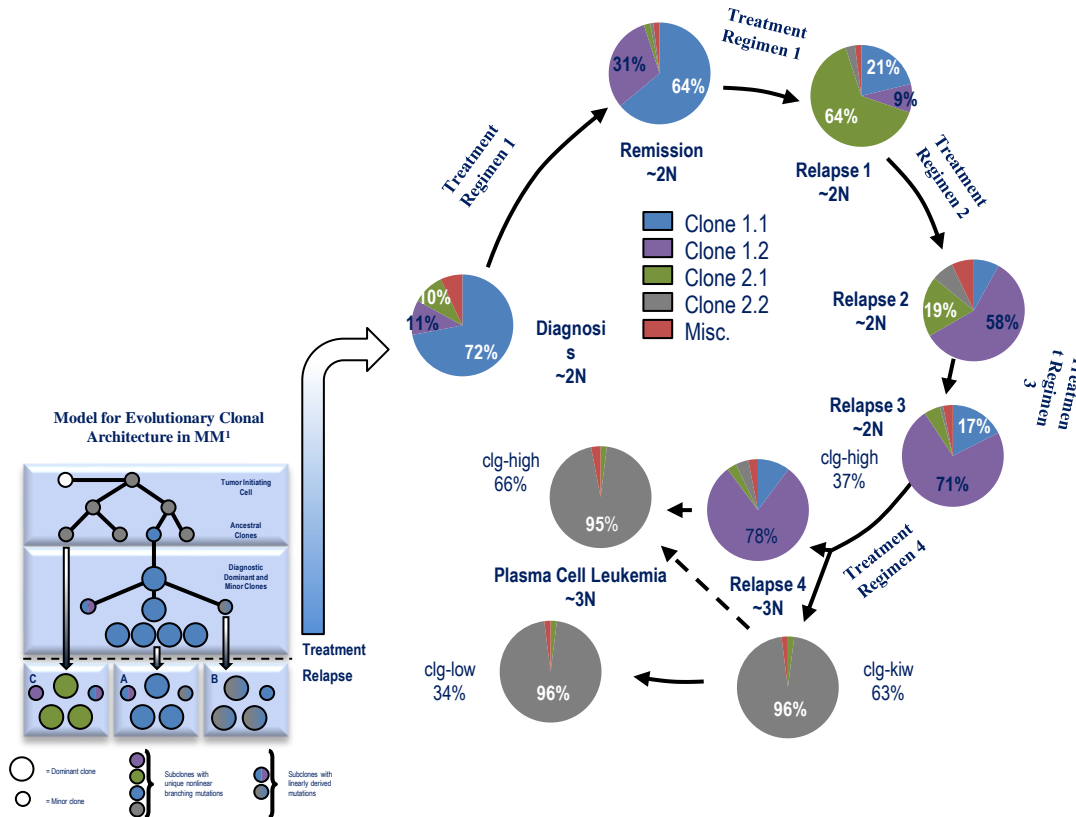 Treatment
Regimen 1
31%
64%
21%
9%
64%
Remission
~2N
Treatment
Regimen 1
Relapse 1
~2N
Treatment
Regimen 2
Clone 1.1
Clone 1.2
Clone 2.1
Clone 2.2
Misc.
10%
11%
72%
Diagnosi
s
~2N
Relapse 2
~2N
19%
58%
Treatmen
t Regimen
3
Relapse 3
~2N
17%
71%
clg-high
37%
clg-high
66%
95%
78%
Treatment
Regimen 4
Plasma Cell Leukemia
~3N
Relapse 4
~3N
clg-low
34%
96%
96%
clg-kiw
63%
Model for Evolutionary Clonal
Architecture in MM¹
Tumor Initiating
Cell
Ancestral
Clones
Diagnostic
Dominant and
Minor Clones
Treatment
Relapse
C
A
B
= Dominant clone
= Minor clone
Subclones with
unique nonlinear
branching mutations
Subclones with
linearly derived
mutations